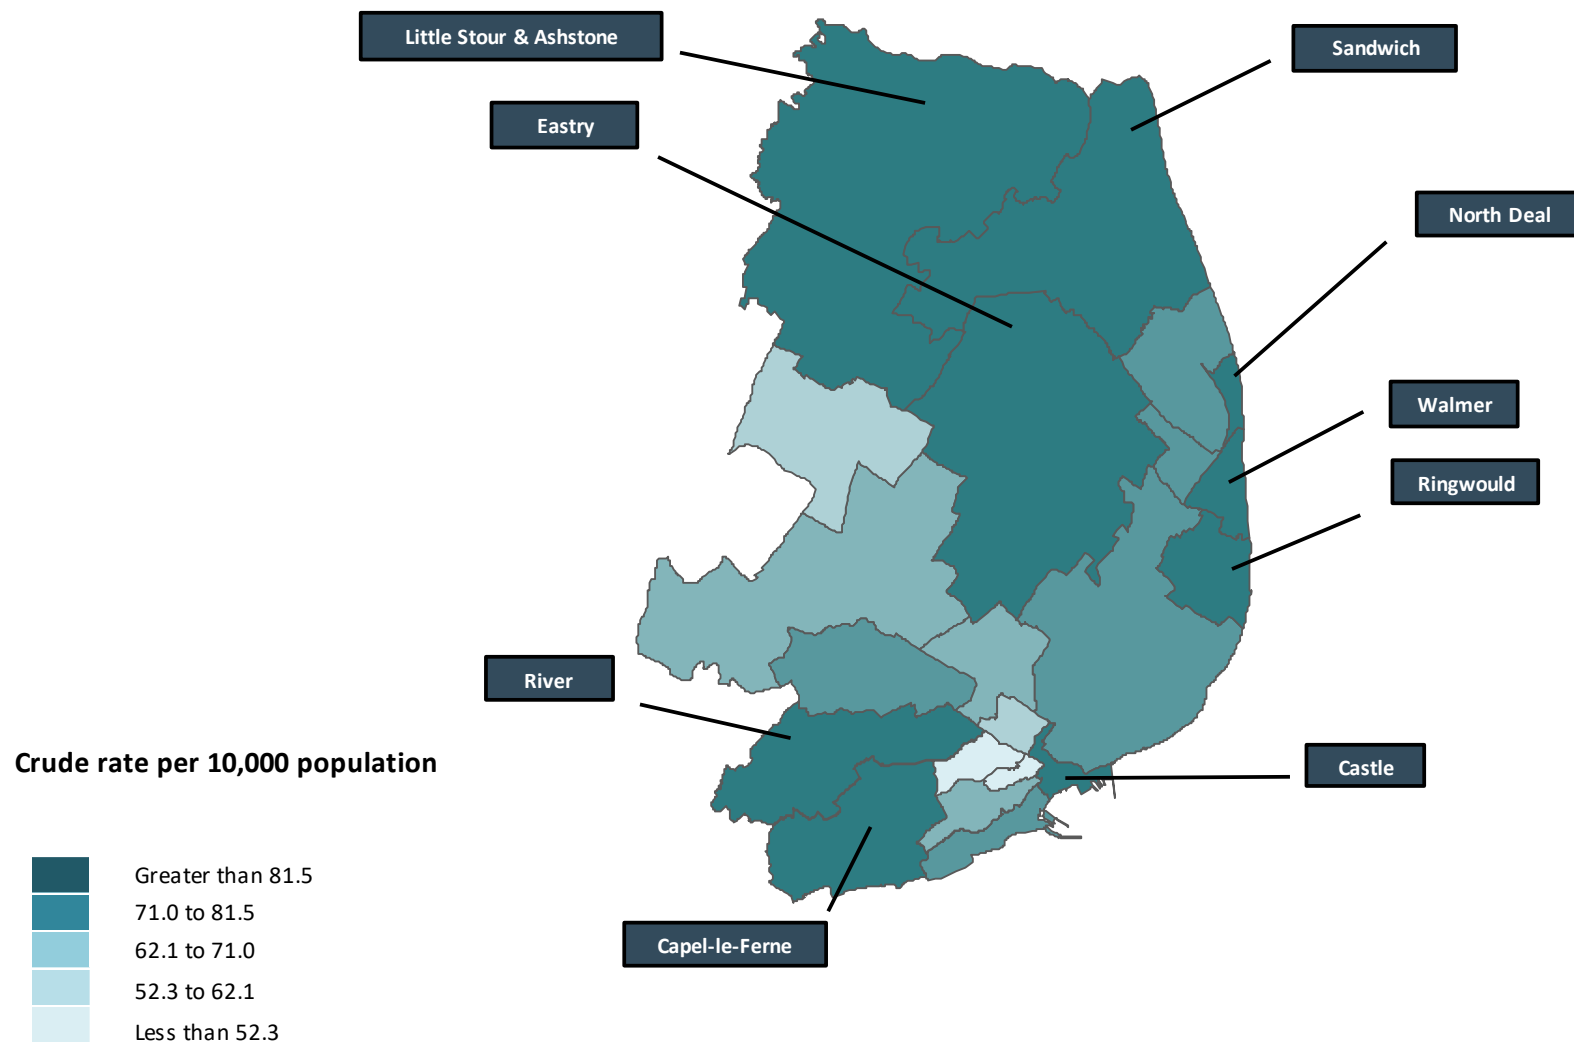 Little Stour & Ashstone
Sandwich
Eastry
North Deal
Walmer
Ringwould
River
Crude rate per 10,000 population
Castle
Greater than 81.5
71.0 to 81.5
62.1 to 71.0
52.3 to 62.1
Less than 52.3
Capel-le-Ferne